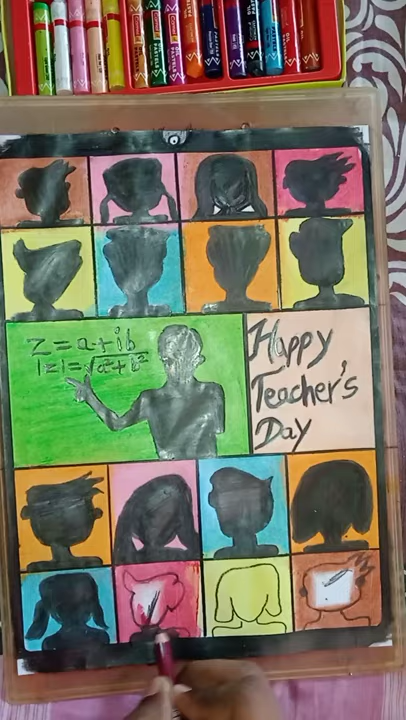 Z = a + ib
|z| = √a² + b²
Happy
Teacher's
Day